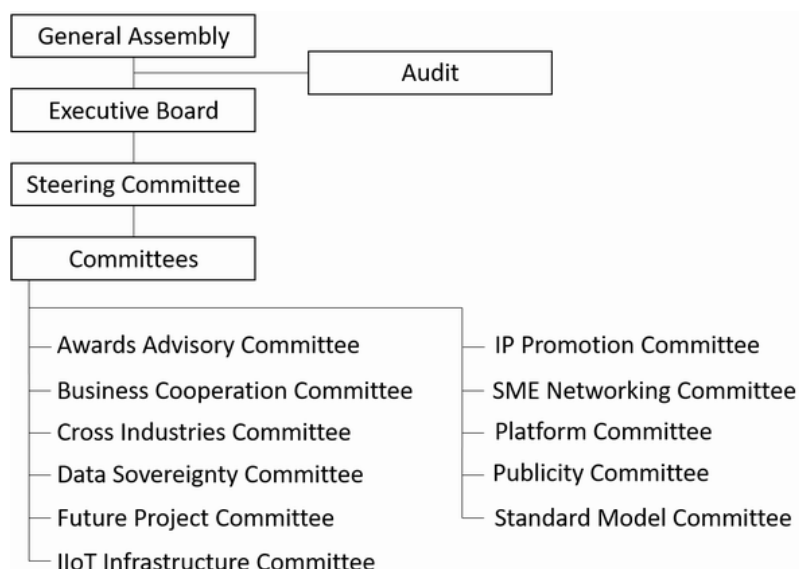 General Assembly
Audit
Executive Board
Steering Committee
Committees
Awards Advisory Committee
Business Cooperation Committee
Cross Industries Committee
Data Sovereignty Committee
Future Project Committee
IIoT Infrastructure Committee
IP Promotion Committee
SME Networking Committee
Platform Committee
Publicity Committee
Standard Model Committee